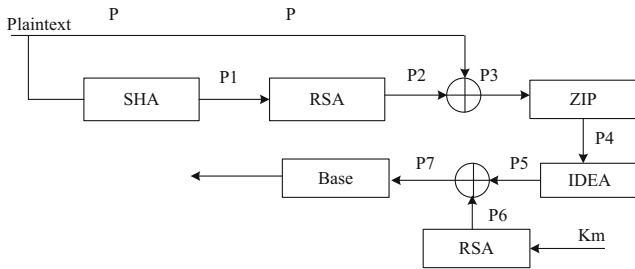 P P
Plaintext
P1 P2 P3
SHA RSA ZIP
P4
P7 P5
Base IDEA
P6
RSA Km